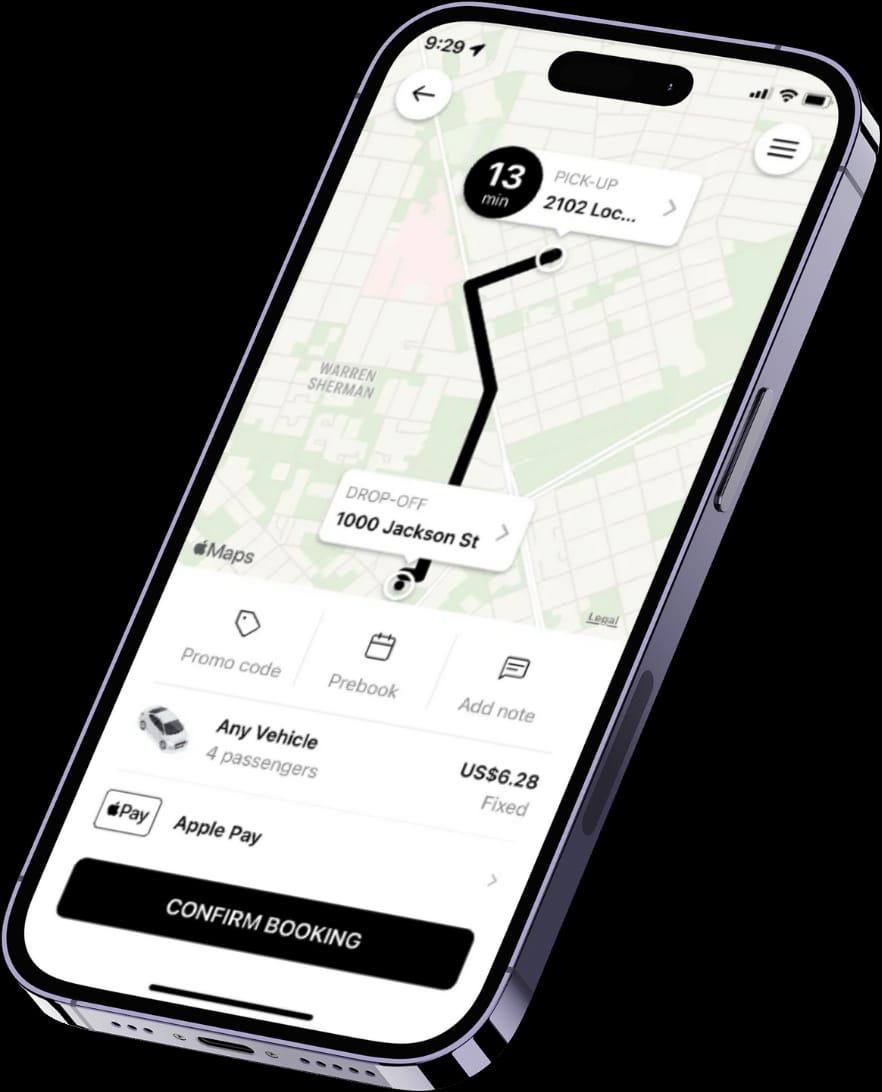 9:29
13
min
PICK-UP
2102 Loc...
WARREN
SHERMAN
DROP-OFF
1000 Jackson St
Maps
Legal
Promo code
Prebook
Add note
Any Vehicle
4 passengers
US$6.28
Fixed
Pay
Apple Pay
CONFIRM BOOKING